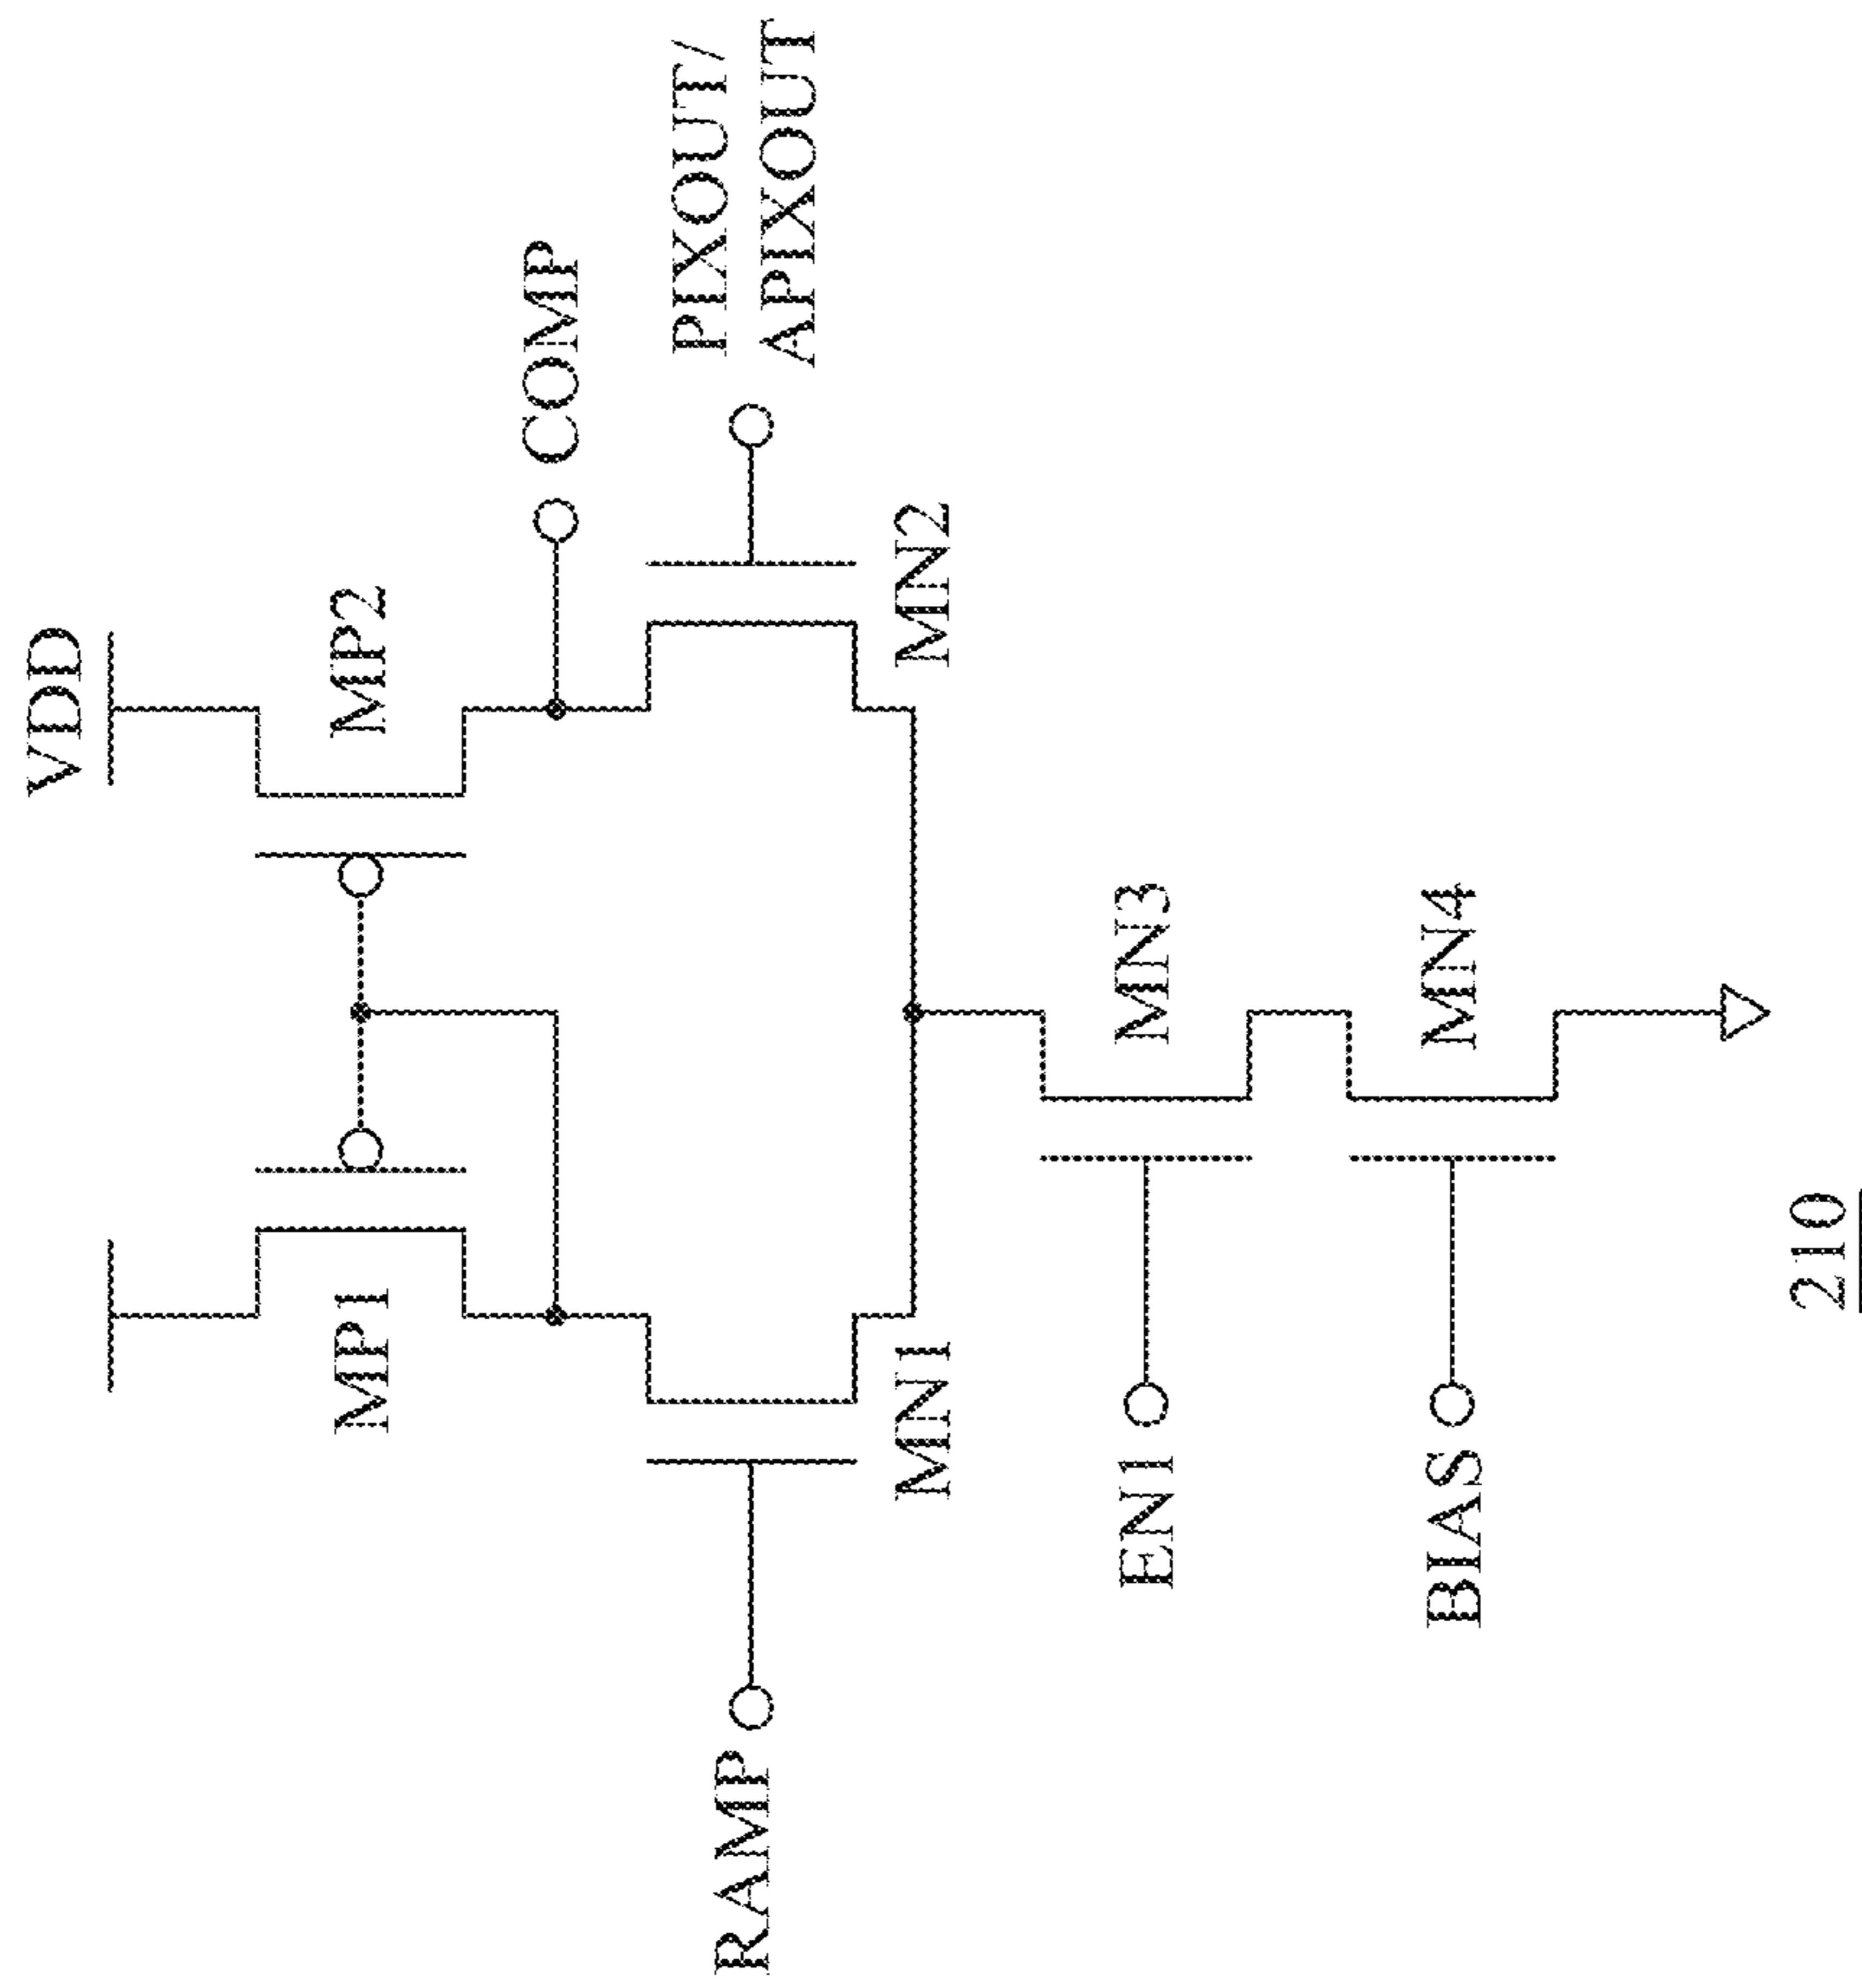 VDD
MP1
MP2
COMP
RAMP
PIXOUT/
APIXOUT
MN1
MN2
EN1
MN3
BIAS
MN4
210